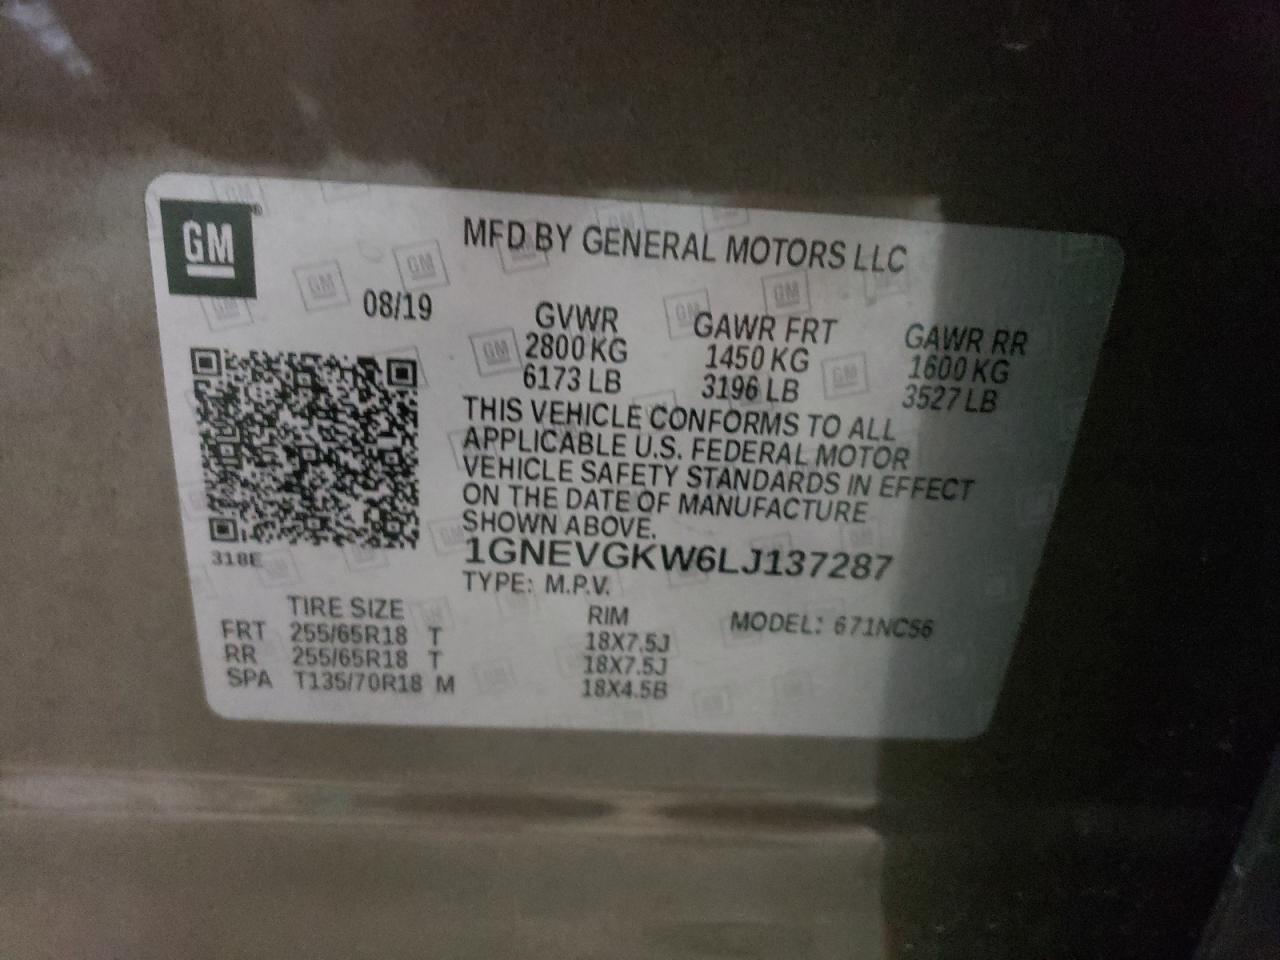 GM
MFD BY GENERAL MOTORS LLC
08/19
GVWR GAWR FRT GAWR RR
2800 KG 1450 KG 1600 KG
6173 LB 3196 LB 3527 LB
THIS VEHICLE CONFORMS TO ALL
APPLICABLE U.S. FEDERAL MOTOR
VEHICLE SAFETY STANDARDS IN EFFECT
ON THE DATE OF MANUFACTURE
SHOWN ABOVE.
318E
1GNEVGKW6LJ137287
TYPE: M.P.V.
TIRE SIZE RIM MODEL: 671NC56
FRT 255/65R18 T 18X7.5J
RR 255/65R18 T 18X7.5J
SPA T135/70R18 M 18X4.5B